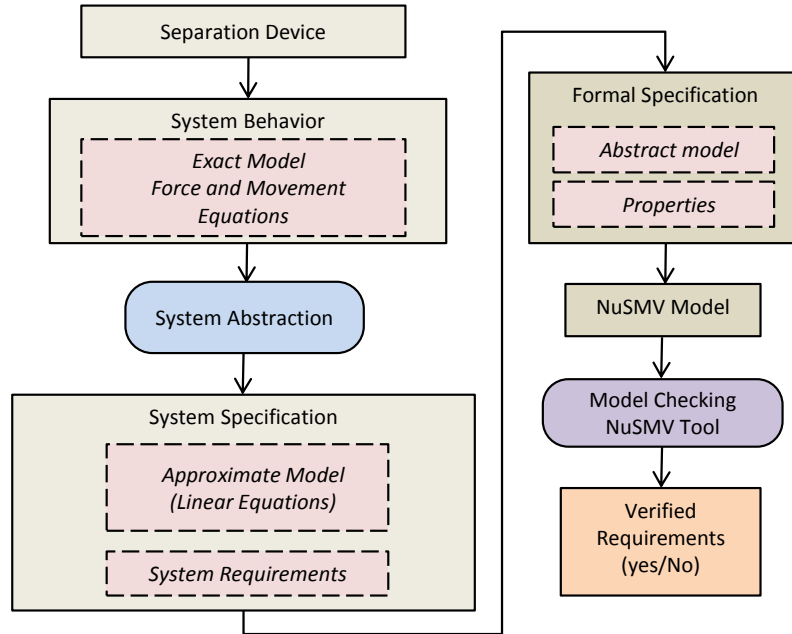 Separation Device
System Behavior
Exact Model
Force and Movement
Equations
System Abstraction
System Specification
Approximate Model
(Linear Equations)
System Requirements
Formal Specification
Abstract model
Properties
NuSMV Model
Model Checking
NuSMV Tool
Verified
Requirements
(yes/No)